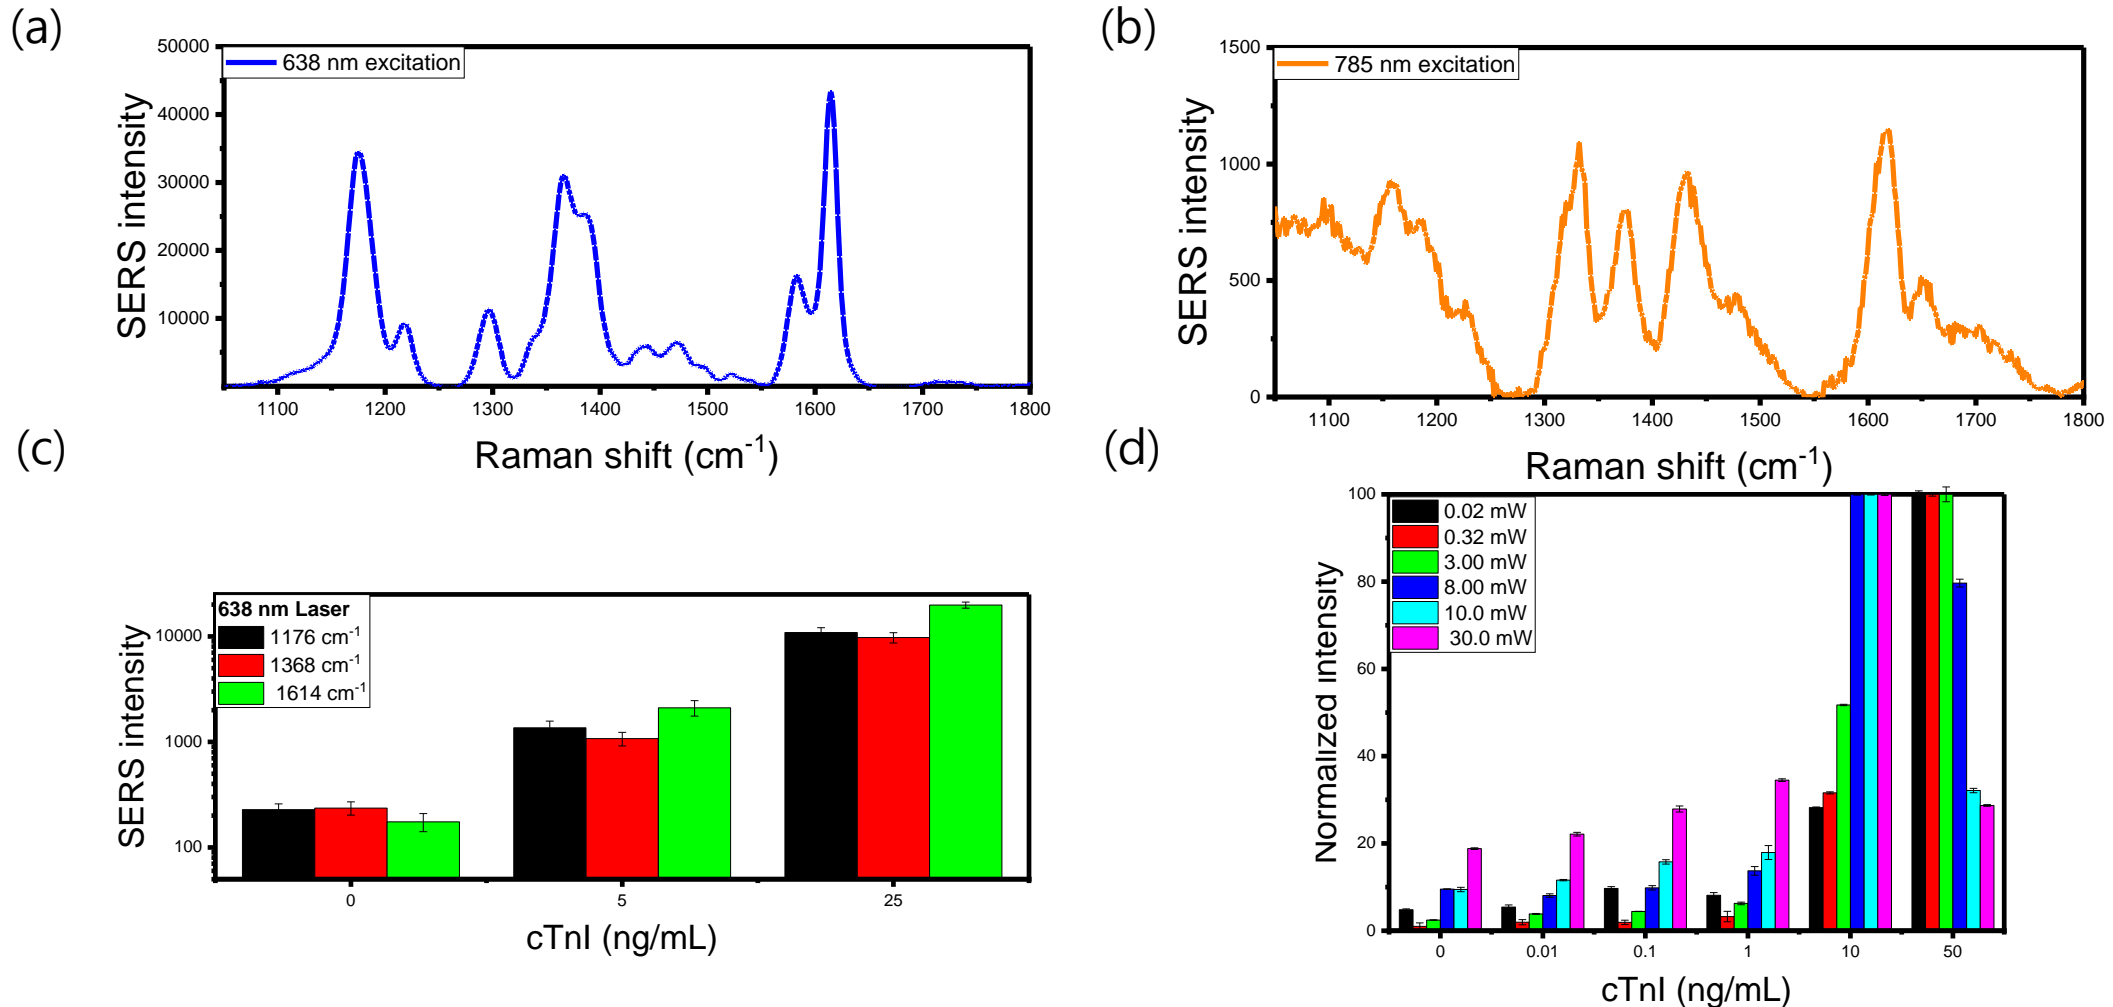 (a)
50000
40000
30000
20000
10000
638 nm excitation
SERS intensity
1100 1200 1300 1400 1500 1600 1700 1800
Raman shift (cm⁻¹)
(b)
1500
1000
500
0
785 nm excitation
SERS intensity
1100 1200 1300 1400 1500 1600 1700 1800
Raman shift (cm⁻¹)
(c)
638 nm Laser
1176 cm⁻¹
1368 cm⁻¹
1614 cm⁻¹
10000
1000
100
SERS intensity
0 5 25
cTnI (ng/mL)
(d)
100
80
60
40
20
0
0.02 mW
0.32 mW
3.00 mW
8.00 mW
10.0 mW
30.0 mW
Normalized intensity
0 0.01 0.1 1 10 50
cTnI (ng/mL)